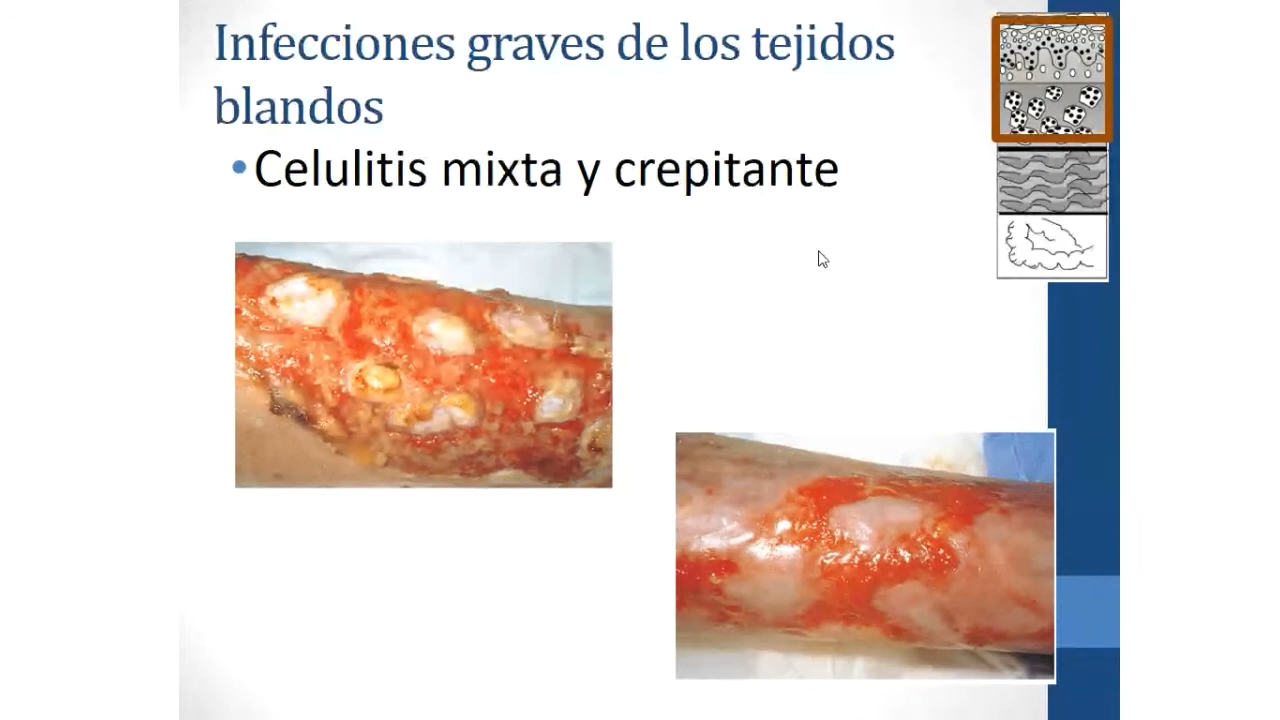 Infecciones graves de los tejidos
blandos
• Celulitis mixta y crepitante